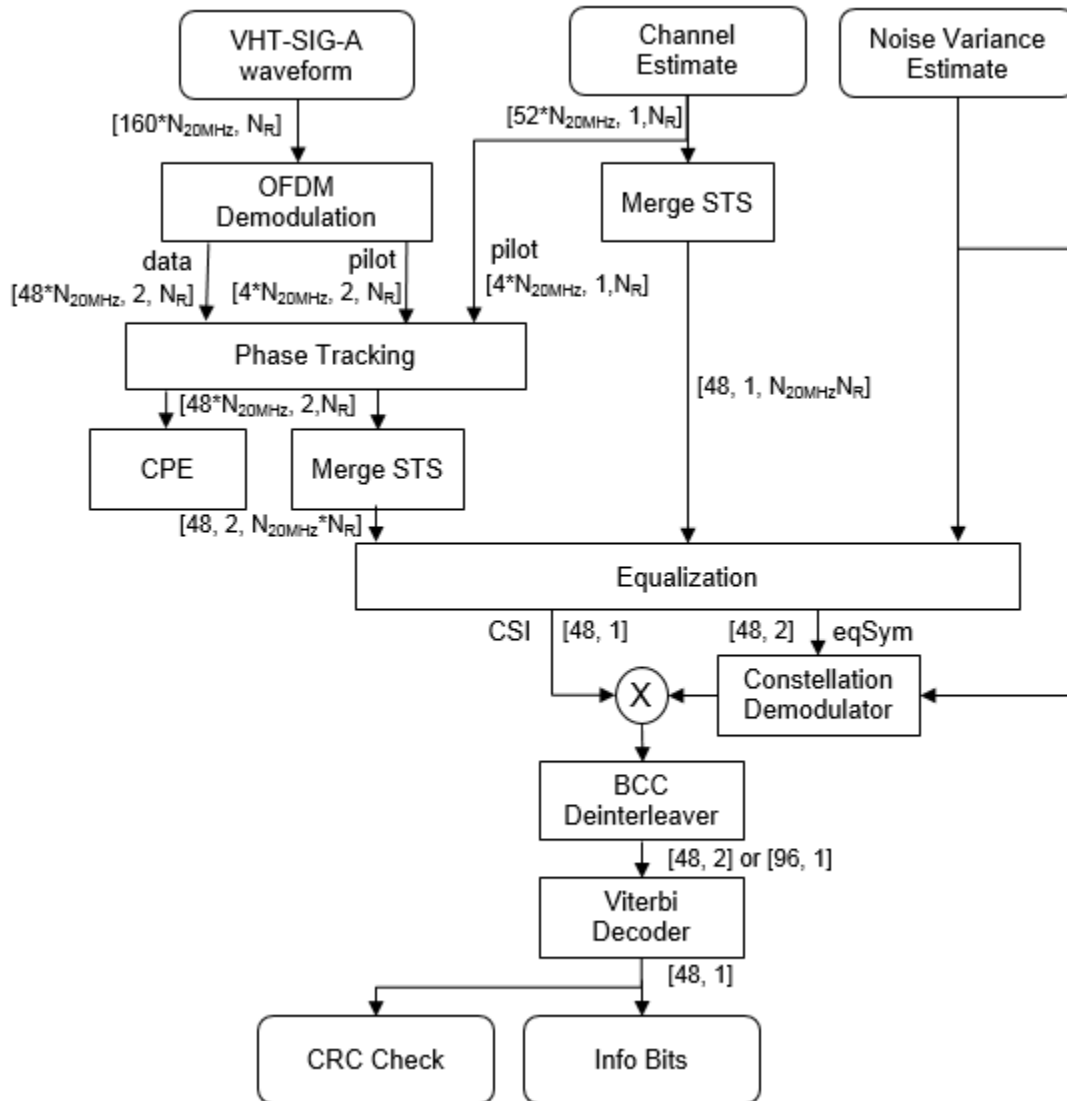 VHT-SIG-A
waveform
Channel
Estimate
Noise Variance
Estimate
[160*N20MHz, NR]
[52*N20MHz, 1,NR]
OFDM
Demodulation
Merge STS
data
pilot
pilot
[48*N20MHz, 2, NR]
[4*N20MHz, 2, NR]
[4*N20MHz, 1,NR]
Phase Tracking
[48*N20MHz, 2,NR]
[48, 1, N20MHzNR]
CPE
Merge STS
[48, 2, N20MHz*NR]
Equalization
CSI
[48, 1]
[48, 2]
eqSym
X
Constellation
Demodulator
BCC
Deinterleaver
[48, 2] or [96, 1]
Viterbi
Decoder
[48, 1]
CRC Check
Info Bits